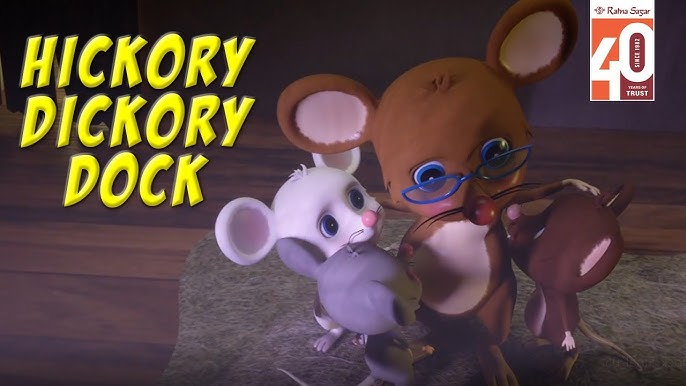 HICKORY
DICKORY
DOCK
Ratna Sagar
40
SINCE 1982
YEARS OF
TRUST